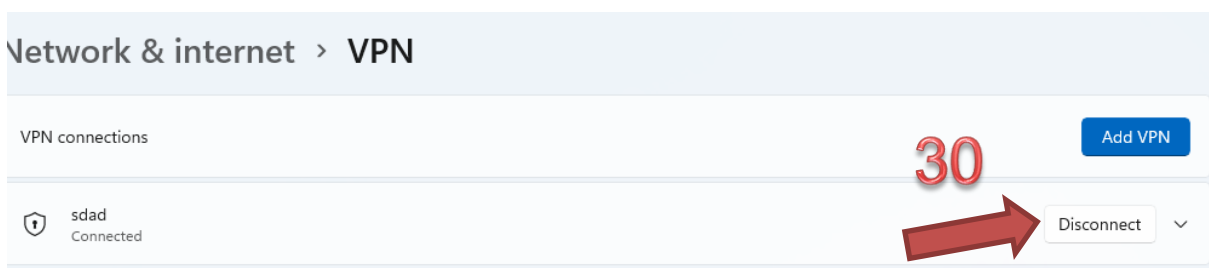 Network & internet > VPN
VPN connections
Add VPN
30
sdad
Connected
Disconnect